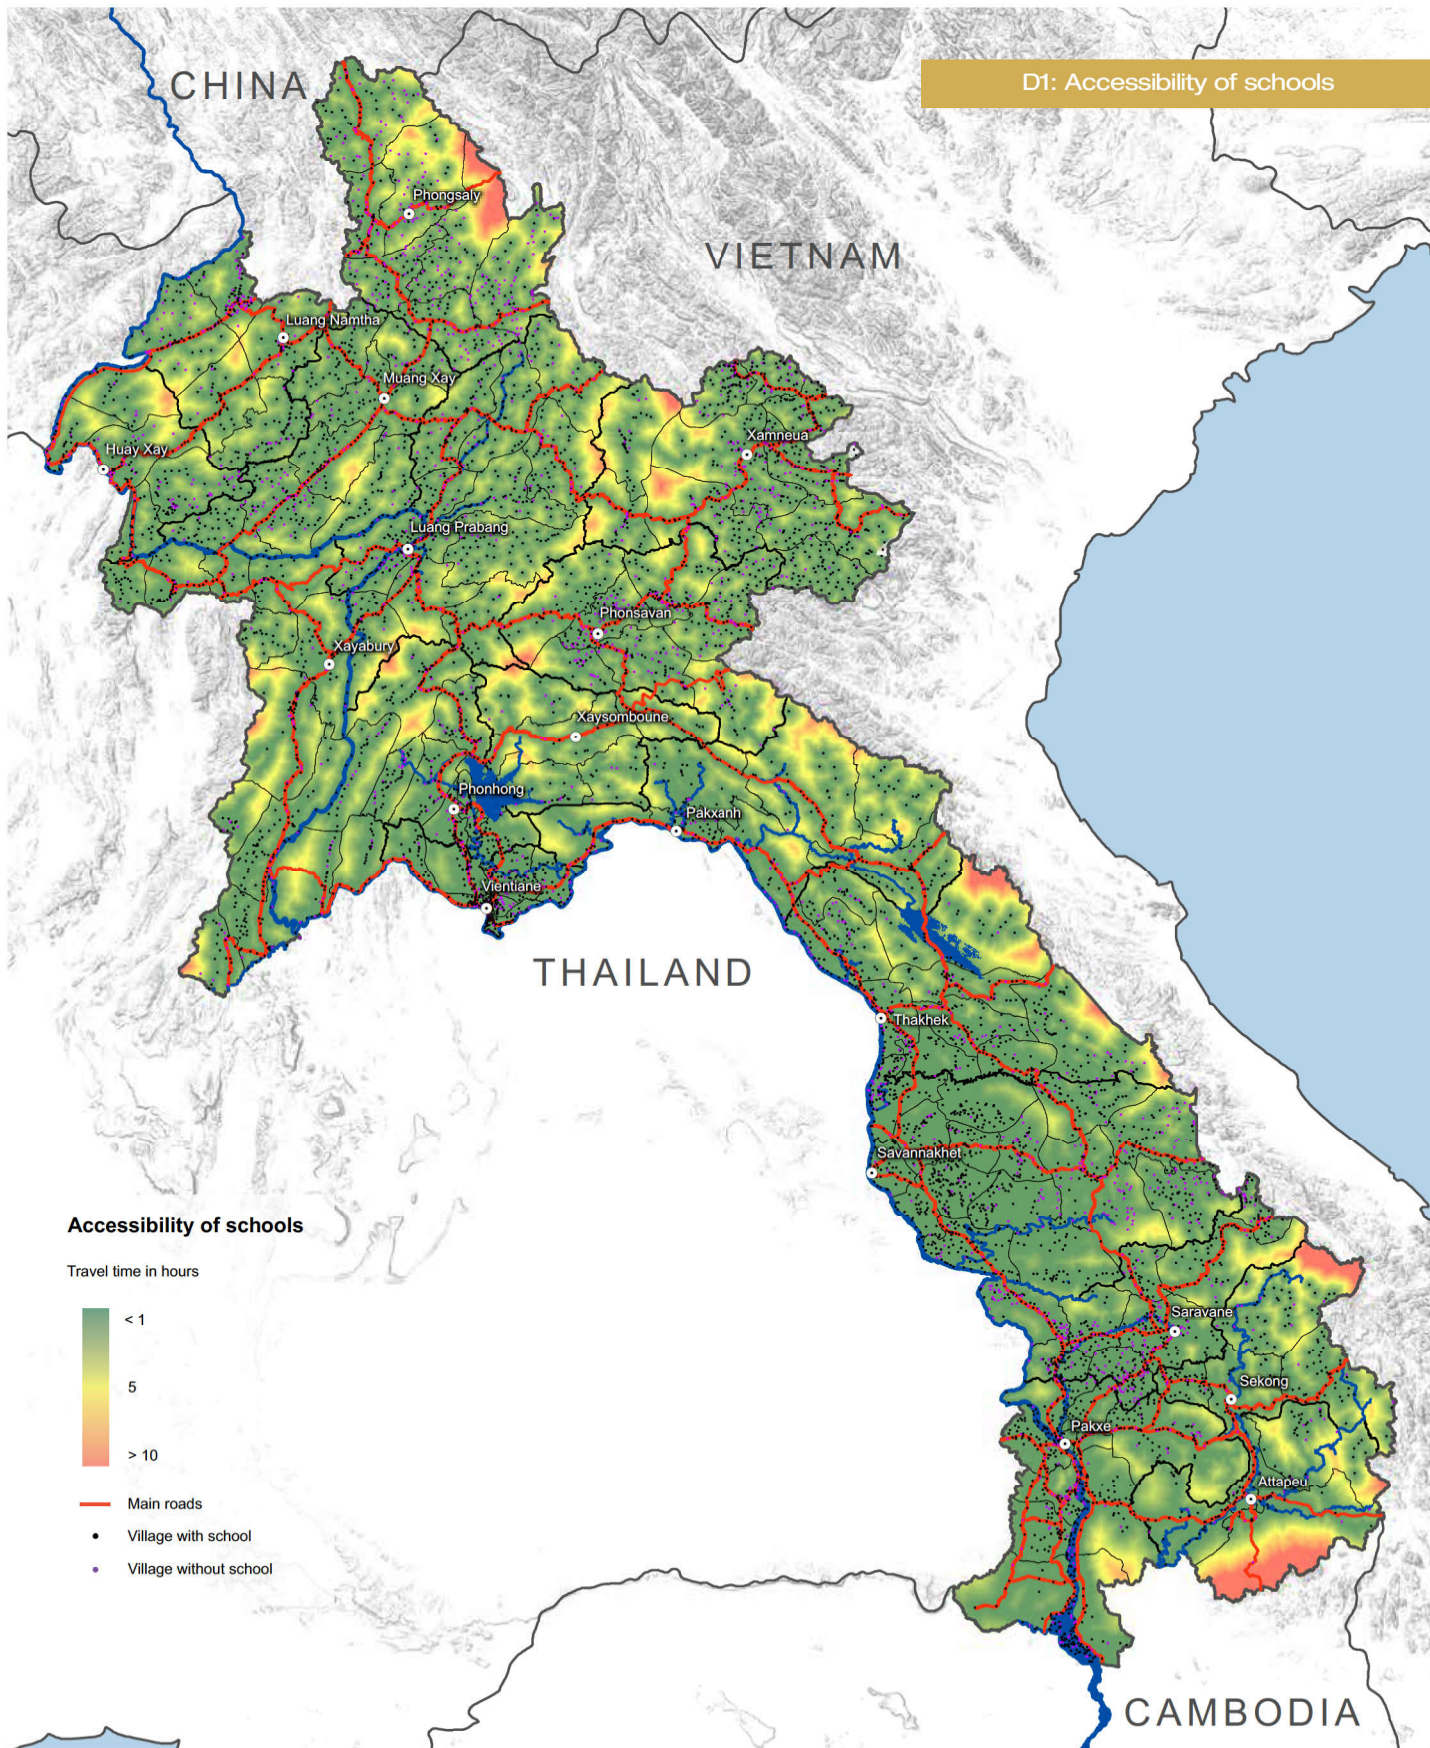 D1: Accessibility of schools
CHINA
VIETNAM
Phongsaly
Luang Namtha
Muang Xay
Huay Xay
Xamneua
Luang Prabang
Phonsavan
Xayabury
Xaysomboune
Phonhong
Pakxanh
Vientiane
THAILAND
Thakhek
Savannakhet
Saravane
Sekong
Pakxe
Attapeu
CAMBODIA
Accessibility of schools
Travel time in hours
< 1
5
> 10
Main roads
Village with school
Village without school